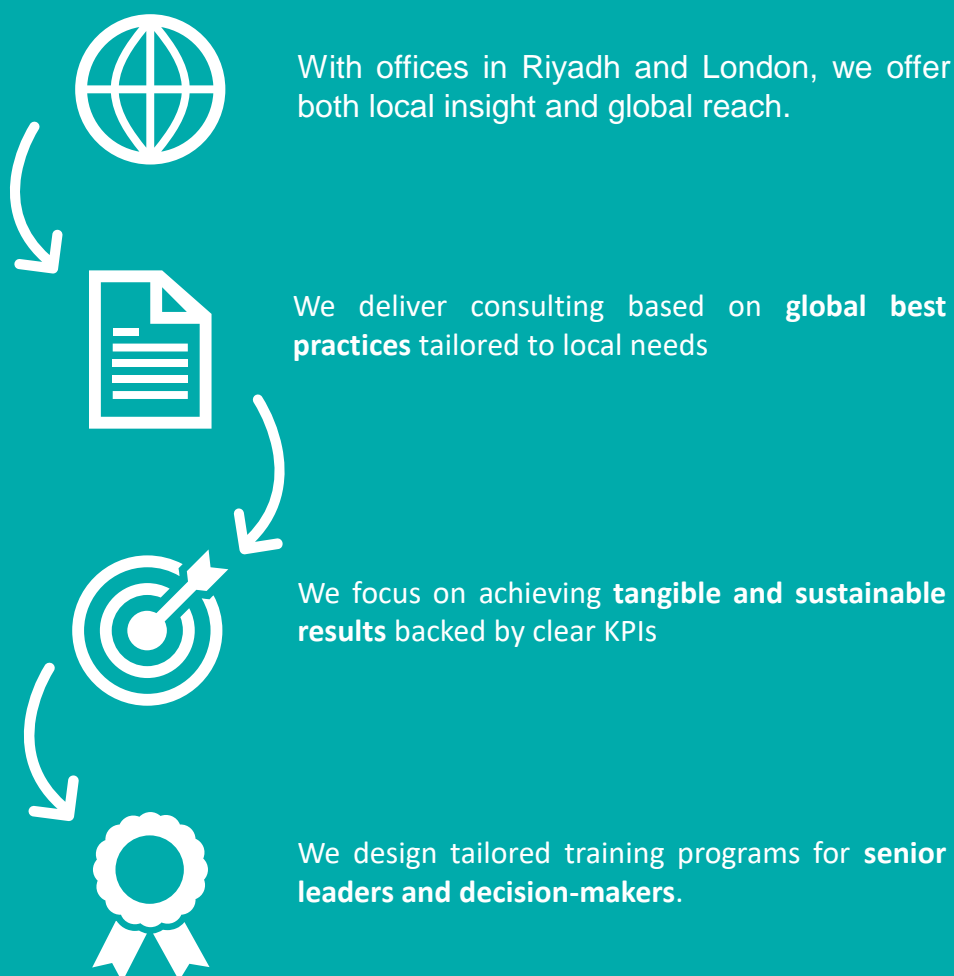 With offices in Riyadh and London, we offer
both local insight and global reach.
We deliver consulting based on global best
practices tailored to local needs
We focus on achieving tangible and sustainable
results backed by clear KPIs
We design tailored training programs for senior
leaders and decision-makers.